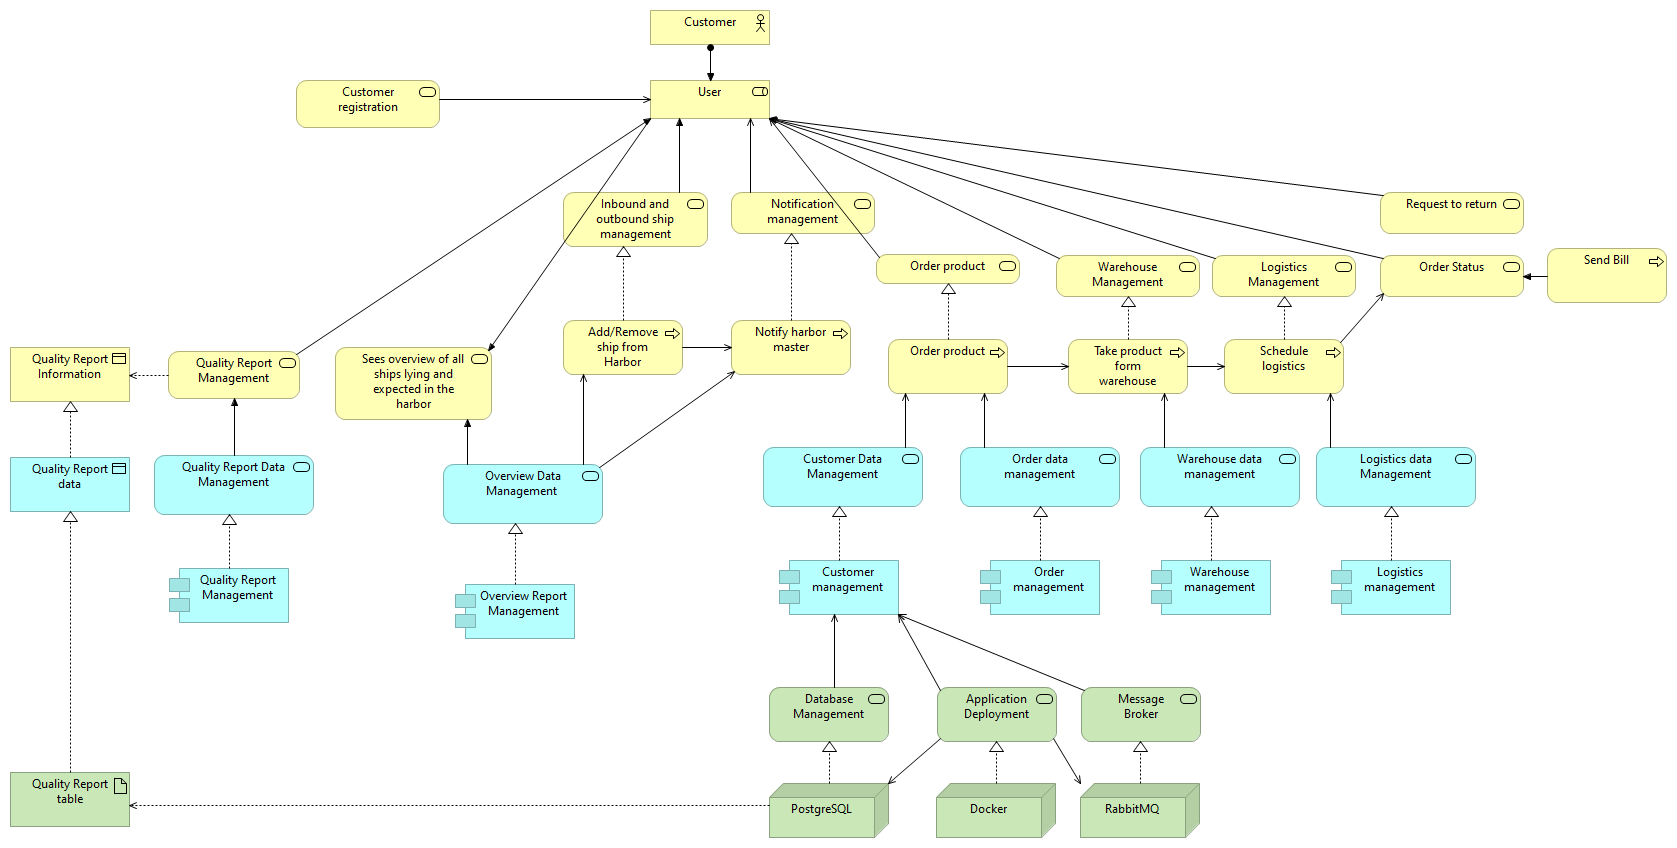 Customer
Customer
registration
User
Inbound and
outbound ship
management
Notification
management
Request to return
Order product
Warehouse
Management
Logistics
Management
Order Status
Send Bill
Quality Report
Information
Quality Report
Management
Sees overview of all
ships lying and
expected in the
harbor
Add/Remove
ship from
Harbor
Notify harbor
master
Order product
Take product
form
warehouse
Schedule
logistics
Quality Report
data
Quality Report Data
Management
Overview Data
Management
Customer Data
Management
Order data
management
Warehouse data
management
Logistics data
Management
Quality Report
Management
Overview Report
Management
Customer
management
Order
management
Warehouse
management
Logistics
management
Database
Management
Application
Deployment
Message
Broker
Quality Report
table
PostgreSQL
Docker
RabbitMQ